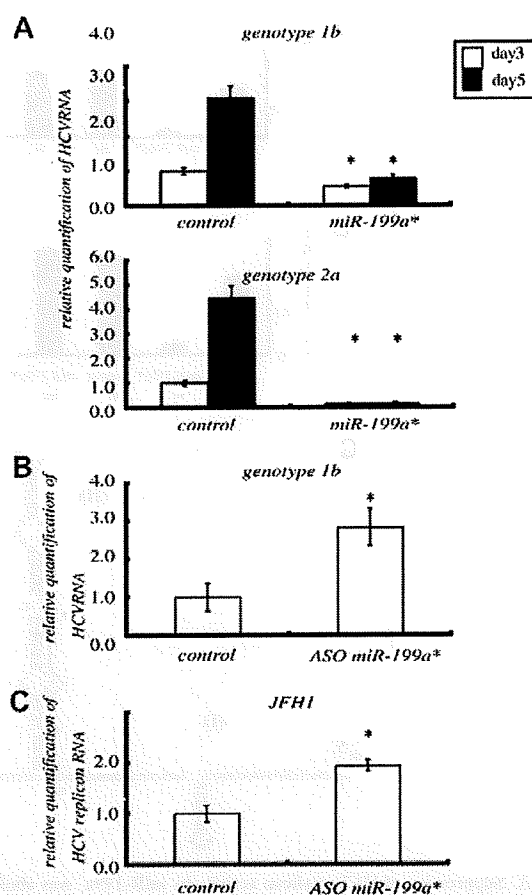 A
genotype 1b
day3
day5
relative quantification of HCVRNA
4.0
3.0
2.0
1.0
0.0
* *
control
miR-199a*
genotype 2a
6.0
5.0
4.0
3.0
2.0
1.0
0.0
* *
control
miR-199a*
B
genotype 1b
relative quantification of
HCVRNA
4.0
3.0
2.0
1.0
0.0
*
control
ASO miR-199a*
C
JFH1
relative quantification of
HCV replicon RNA
2.0
1.0
0.0
*
control
ASO miR-199a*